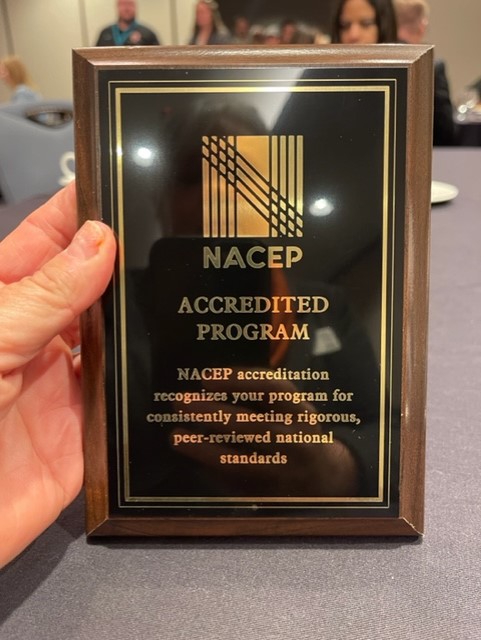 NACEP
ACCREDITED
PROGRAM
NACEP accreditation
recognizes your program for
consistently meeting rigorous,
peer-reviewed national
standards